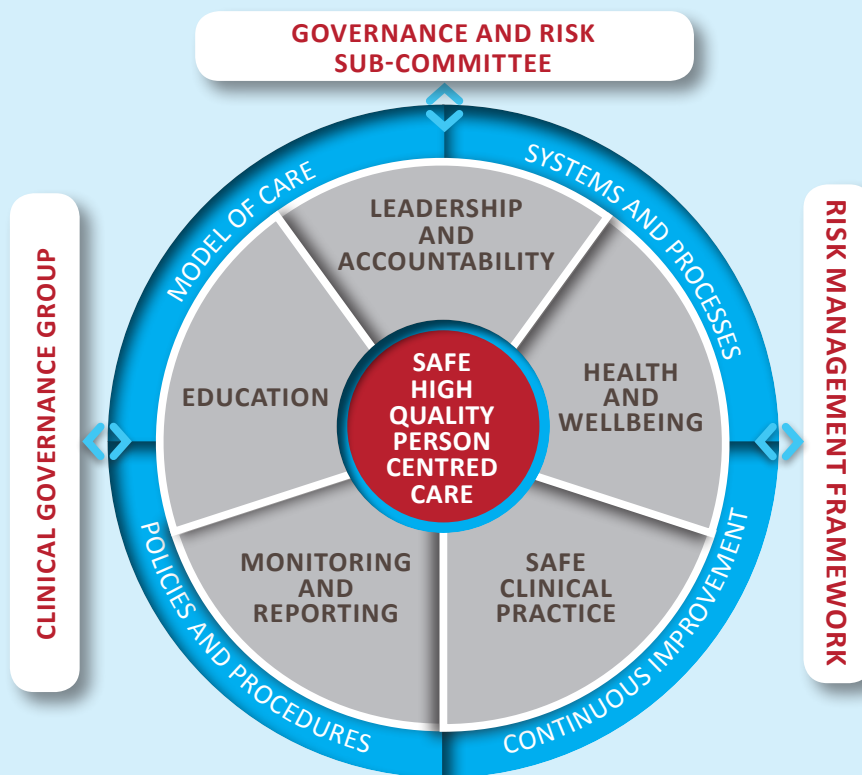 GOVERNANCE AND RISK
SUB-COMMITTEE
MODEL OF CARE
SYSTEMS AND PROCESSES
LEADERSHIP
AND
ACCOUNTABILITY
CLINICAL GOVERNANCE GROUP
EDUCATION
SAFE
HIGH
QUALITY
PERSON
CENTRED
CARE
HEALTH
AND
WELLBEING
RISK MANAGEMENT FRAMEWORK
MONITORING
AND
REPORTING
SAFE
CLINICAL
PRACTICE
POLICIES AND PROCEDURES
CONTINUOUS IMPROVEMENT